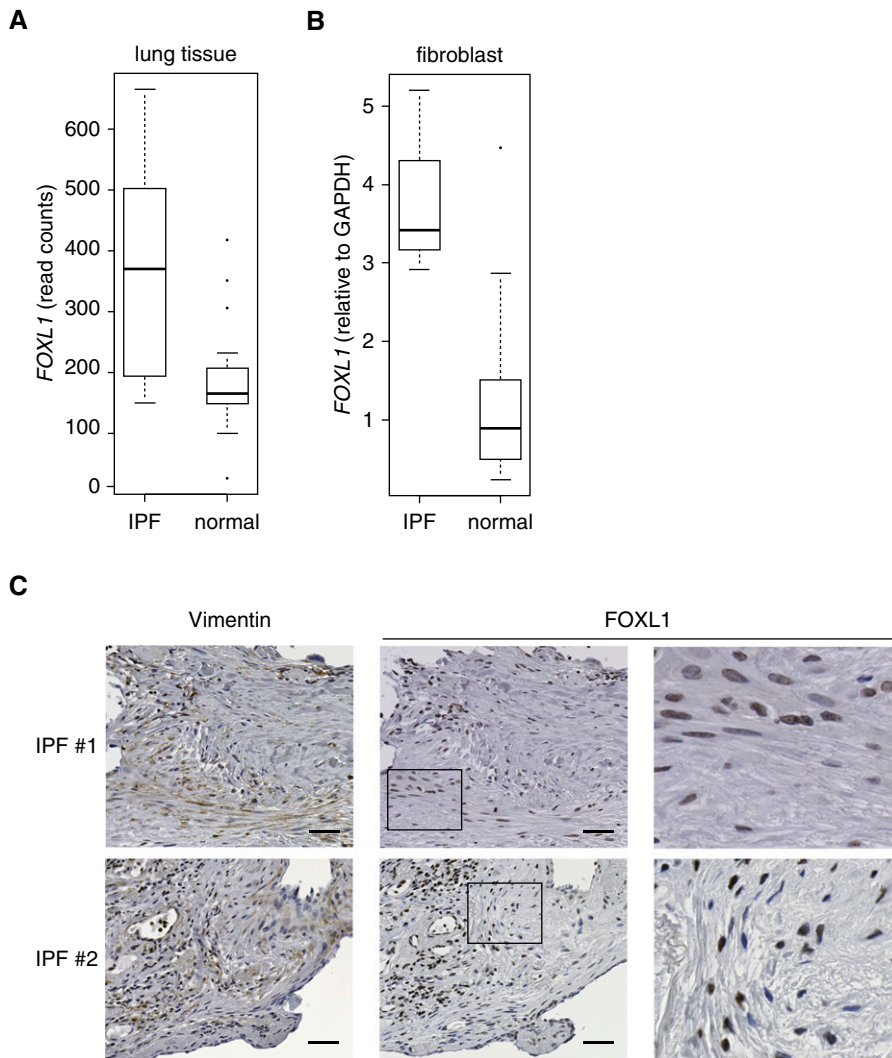 A
B
lung tissue
fibroblast
FOXL1 (read counts)
600
500
400
300
200
100
0
IPF normal
FOXL1 (relative to GAPDH)
5
4
3
2
1
IPF normal
C
Vimentin
FOXL1
IPF #1
IPF #2